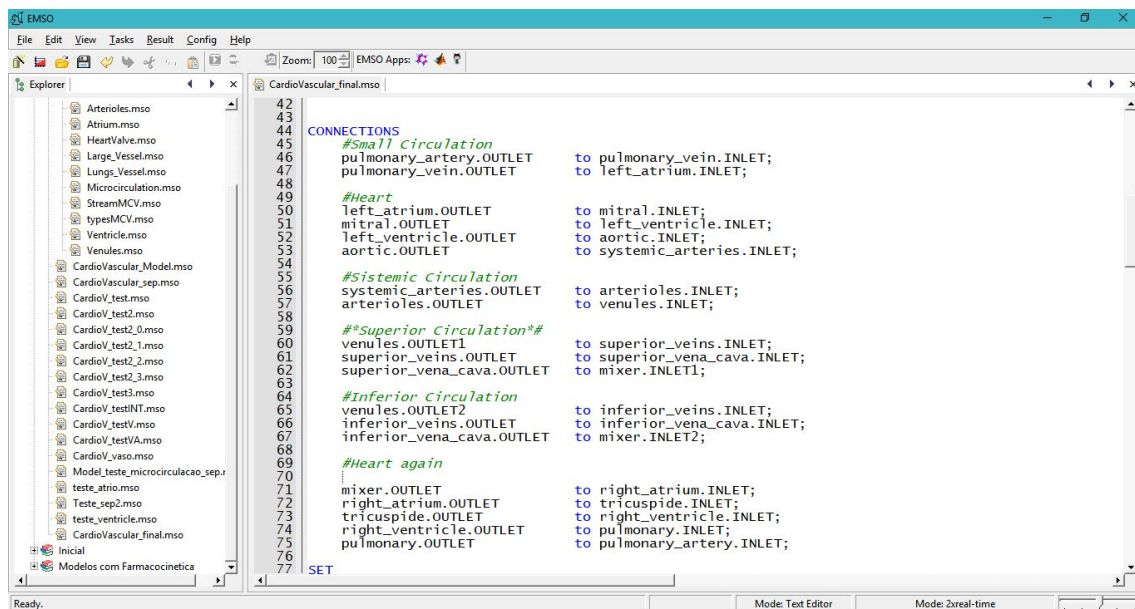 EMSO
File Edit View Tasks Result Config Help
Zoom: 100 EMSO Apps:
Explorer
CardioVascular_final.mso
Arterioles.mso
Atrium.mso
HeartValve.mso
Large_Vessel.mso
Lungs_Vessel.mso
Microcirculation.mso
StreamMCV.mso
typesMCV.mso
Ventricle.mso
Venules.mso
CardioVascular_Model.mso
CardioVascular_sep.mso
CardioV_test.mso
CardioV_test2.mso
CardioV_test2_0.mso
CardioV_test2_1.mso
CardioV_test2_2.mso
CardioV_test2_3.mso
CardioV_test3.mso
CardioV_testINT.mso
CardioV_testV.mso
CardioV_testVA.mso
CardioV_vaso.mso
Model_teste_microcirculacao_sep.r
teste_atrio.mso
Teste_sep2.mso
teste_ventricle.mso
CardioVascular_final.mso
Inicial
Modelos com Farmacocinetica
42
43
44 CONNECTIONS
45 #Small Circulation
46 pulmonary_artery.OUTLET to pulmonary_vein.INLET;
47 pulmonary_vein.OUTLET to left_atrium.INLET;
48
49 #Heart
50 left_atrium.OUTLET to mitral.INLET;
51 mitral.OUTLET to left_ventricle.INLET;
52 left_ventricle.OUTLET to aortic.INLET;
53 aortic.OUTLET to systemic_arteries.INLET;
54
55 #Sistemic Circulation
56 systemic_arteries.OUTLET to arterioles.INLET;
57 arterioles.OUTLET to venules.INLET;
58
59 #*Superior Circulation*#
60 venules.OUTLET1 to superior_veins.INLET;
61 superior_veins.OUTLET to superior_vena_cava.INLET;
62 superior_vena_cava.OUTLET to mixer.INLET1;
63
64 #Inferior Circulation
65 venules.OUTLET2 to inferior_veins.INLET;
66 inferior_veins.OUTLET to inferior_vena_cava.INLET;
67 inferior_vena_cava.OUTLET to mixer.INLET2;
68
69 #Heart again
70
71 mixer.OUTLET to right_atrium.INLET;
72 right_atrium.OUTLET to tricuspide.INLET;
73 tricuspide.OUTLET to right_ventricle.INLET;
74 right_ventricle.OUTLET to pulmonary.INLET;
75 pulmonary.OUTLET to pulmonary_artery.INLET;
76
77 SET
Ready. Mode: Text Editor Mode: 2xreal-time